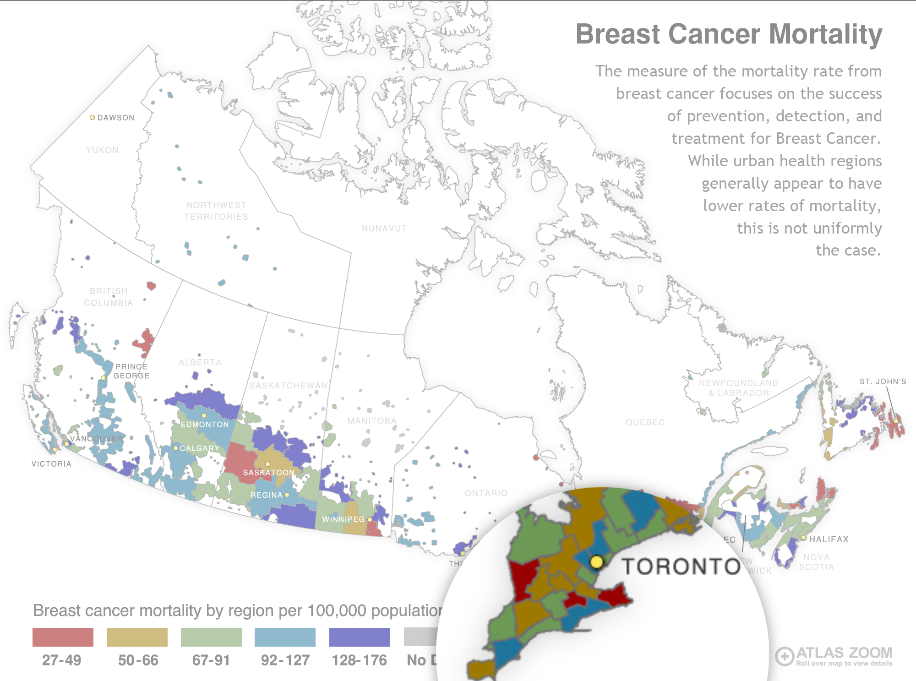 Breast Cancer Mortality
The measure of the mortality rate from
breast cancer focuses on the success
of prevention, detection, and
treatment for Breast Cancer.
While urban health regions
generally appear to have
lower rates of mortality,
this is not uniformly
the case.
DAWSON
YUKON
NORTHWEST
TERRITORIES
NUNAVUT
BRITISH
COLUMBIA
PRINCE
GEORGE
ALBERTA
SASKATCHEWAN
MANITOBA
QUEBEC
NEWFOUNDLAND
& LABRADOR
ST. JOHN'S
EDMONTON
VANCOUVER
CALGARY
VICTORIA
SASKATOON
REGINA
ONTARIO
WINNIPEG
HALIFAX
NOVA
SCOTIA
EC
WICK
TH
TORONTO
Breast cancer mortality by region per 100,000 population
27-49
50-66
67-91
92-127
128-176
No D
ATLAS ZOOM
Roll over map to view details